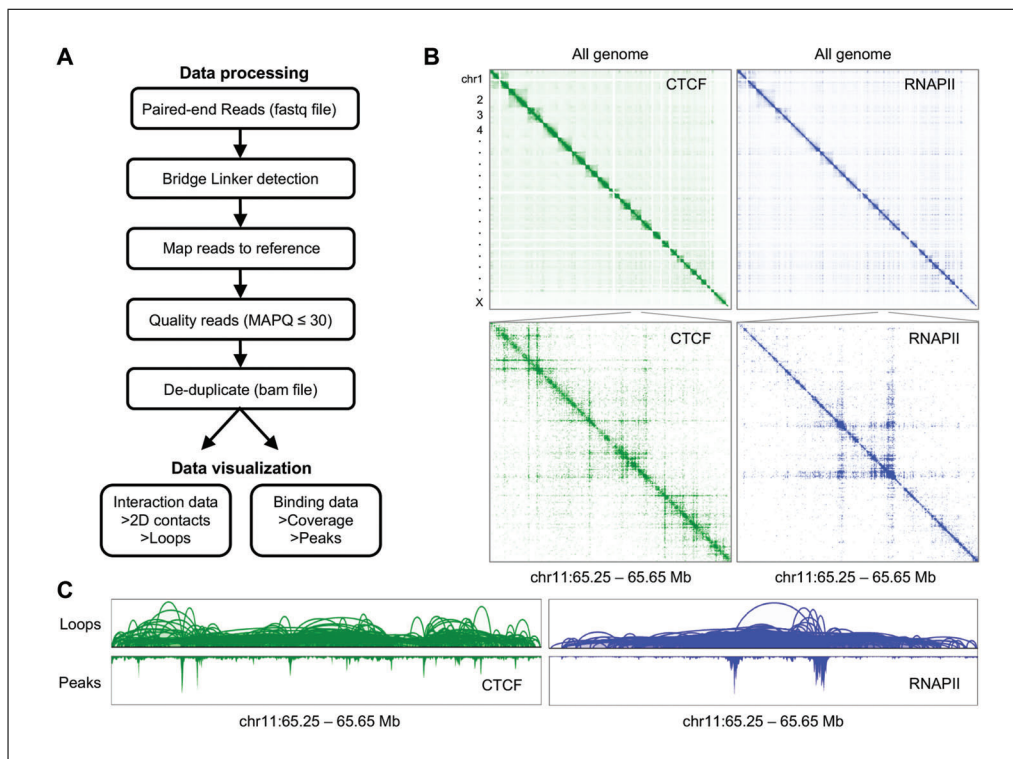 A
Data processing
Paired-end Reads (fastq file)
Bridge Linker detection
Map reads to reference
Quality reads (MAPQ ≤ 30)
De-duplicate (bam file)
Data visualization
Interaction data
>2D contacts
>Loops
Binding data
>Coverage
>Peaks
B
All genome
All genome
chr1
2
3
4
X
CTCF
RNAPII
CTCF
RNAPII
chr11:65.25 – 65.65 Mb
chr11:65.25 – 65.65 Mb
C
Loops
Peaks
CTCF
RNAPII
chr11:65.25 – 65.65 Mb
chr11:65.25 – 65.65 Mb